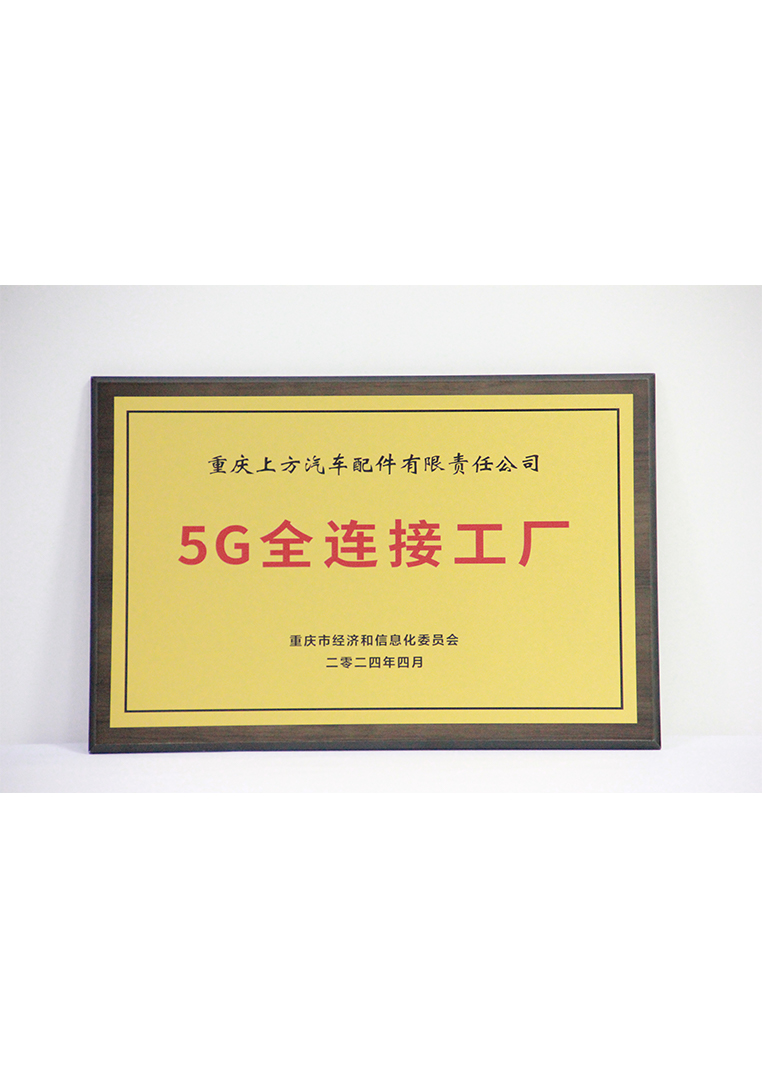 重庆上方汽车配件有限责任公司
5G全连接工厂
重庆市经济和信息化委员会
二零二四年四月